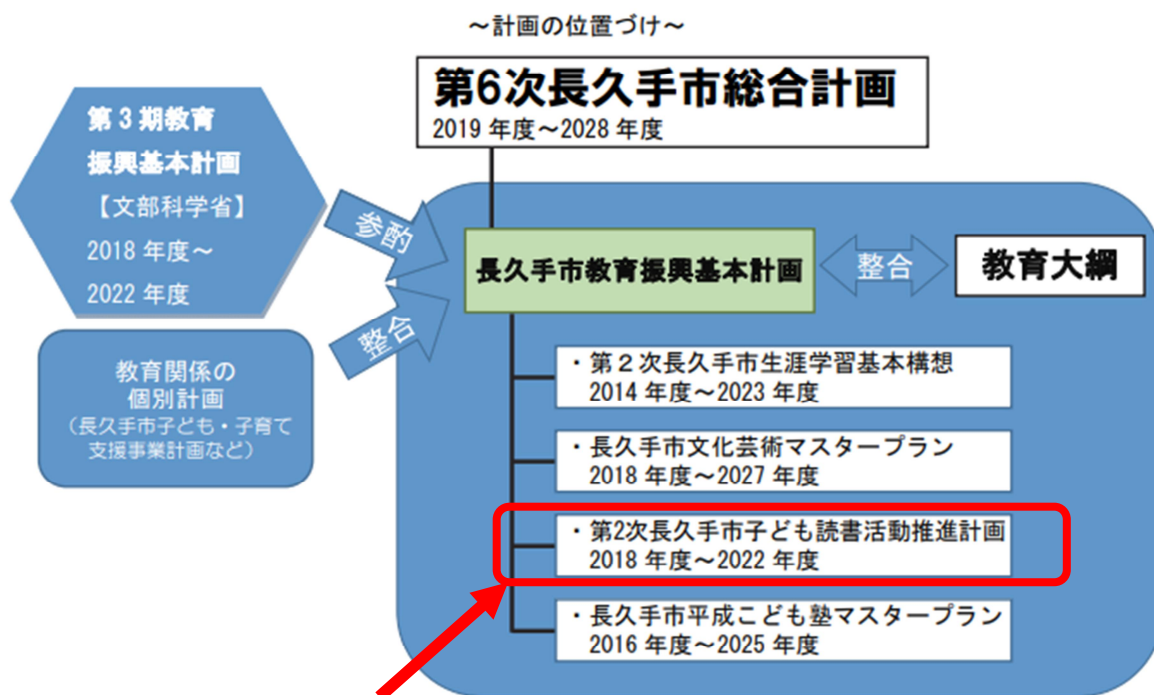 ～計画の位置づけ～
第6次長久手市総合計画
2019 年度～2028 年度
第３期教育
振興基本計画
【文部科学省】
2018 年度～
2022 年度
参酌
長久手市教育振興基本計画
整合
教育大綱
整合
教育関係の
個別計画
（長久手市子ども・子育て
支援事業計画など）
・第２次長久手市生涯学習基本構想
2014 年度～2023 年度
・長久手市文化芸術マスタープラン
2018 年度～2027 年度
・第2次長久手市子ども読書活動推進計画
2018 年度～2022 年度
・長久手市平成こども塾マスタープラン
2016 年度～2025 年度